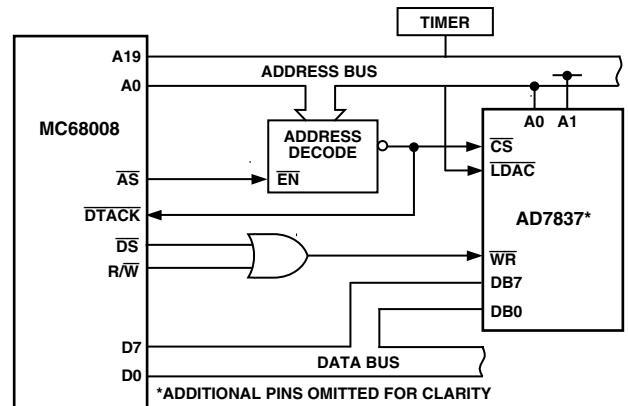 TIMER
A19
ADDRESS BUS
A0
A0 A1
MC68008
ADDRESS
DECODE
CS
LDAC
AS
EN
AD7837*
DTACK
DS
WR
R/W
DB7
DB0
D7
DATA BUS
D0
*ADDITIONAL PINS OMITTED FOR CLARITY